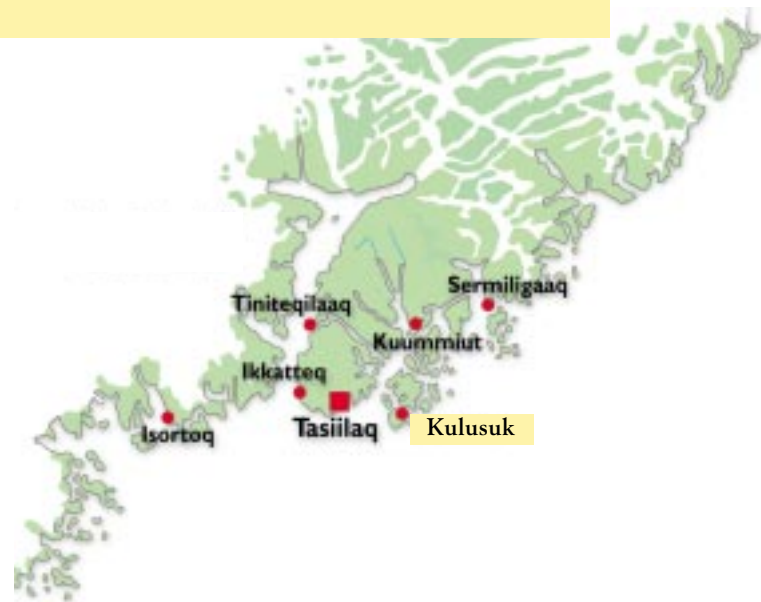 Sermiligaaq
Tiniteqilaaq
Kuummiut
Ikkatteq
Isortoq
Tasiilaq
Kulusuk